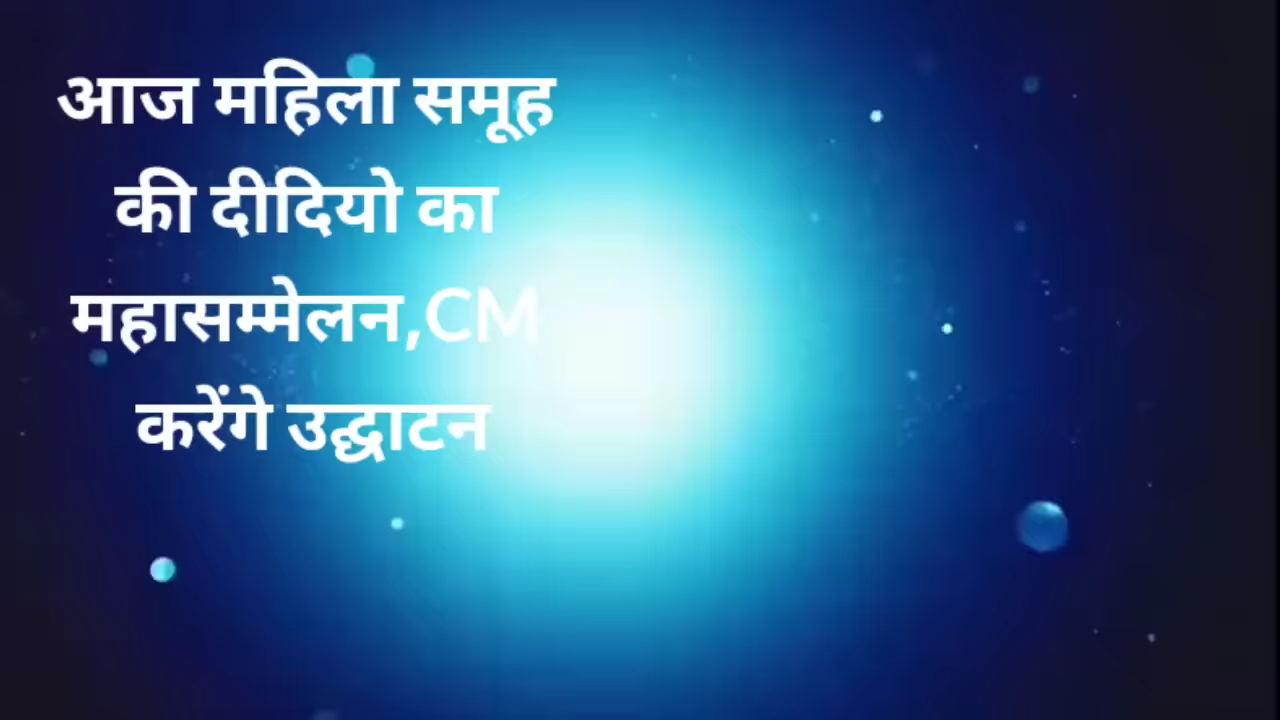 आज महिला समूह
की दीदियो का
महासम्मेलन,CM
करेंगे उद्घाटन